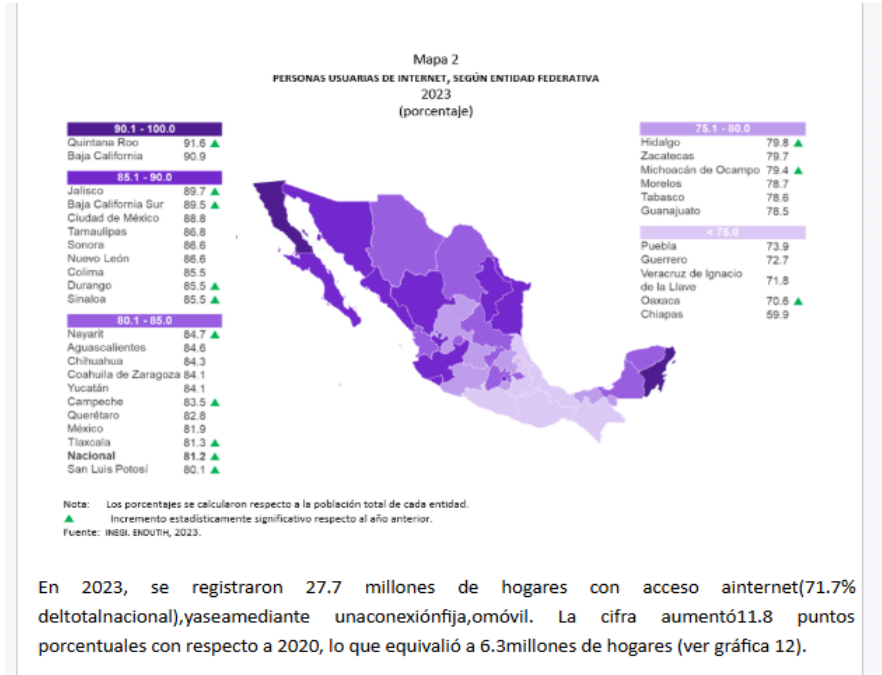 Mapa 2
PERSONAS USUARIAS DE INTERNET, SEGÚN ENTIDAD FEDERATIVA
2023
(porcentaje)
90.1 - 100.0
Quintana Roo 91.6 ▲
Baja California 90.9
85.1 - 90.0
Jalisco 89.7 ▲
Baja California Sur 89.5 ▲
Ciudad de México 88.8
Tamaulipas 86.8
Sonora 86.6
Nuevo León 86.6
Colima 85.5
Durango 85.5 ▲
Sinaloa 85.5 ▲
80.1 - 85.0
Nayarit 84.7 ▲
Aguascalientes 84.6
Chihuahua 84.3
Coahuila de Zaragoza 84.1
Yucatán 84.1
Campeche 83.5 ▲
Querétaro 82.8
México 81.9
Tlaxcala 81.3 ▲
Nacional 81.2 ▲
San Luis Potosí 80.1 ▲
75.1 - 80.0
Hidalgo 79.8 ▲
Zacatecas 79.7
Michoacán de Ocampo 79.4 ▲
Morelos 78.7
Tabasco 78.6
Guanajuato 78.5
< 75.0
Puebla 73.9
Guerrero 72.7
Veracruz de Ignacio
de la Llave 71.8
Oaxaca 70.6 ▲
Chiapas 59.9
Nota: Los porcentajes se calcularon respecto a la población total de cada entidad.
▲ Incremento estadísticamente significativo respecto al año anterior.
Fuente: INEGI. ENDUTIH, 2023.
En 2023, se registraron 27.7 millones de hogares con acceso ainternet(71.7%
deltotalnacional),yaseamediante unaconexiónfija,omóvil. La cifra aumentó11.8 puntos
porcentuales con respecto a 2020, lo que equivalió a 6.3millones de hogares (ver gráfica 12).